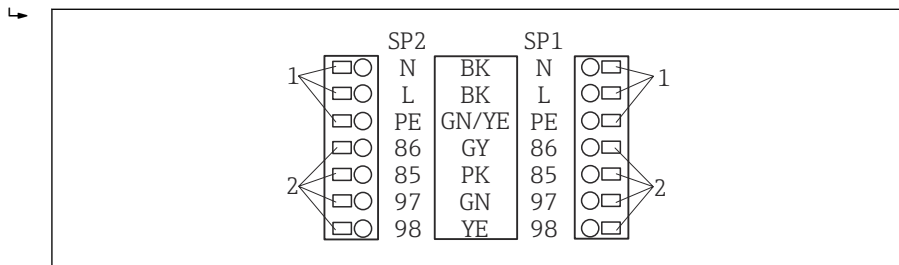 SP2 SP1
1 N BK N 1
L BK L
PE GN/YE PE
86 GY 86
2 85 PK 85 2
97 GN 97
98 YE 98